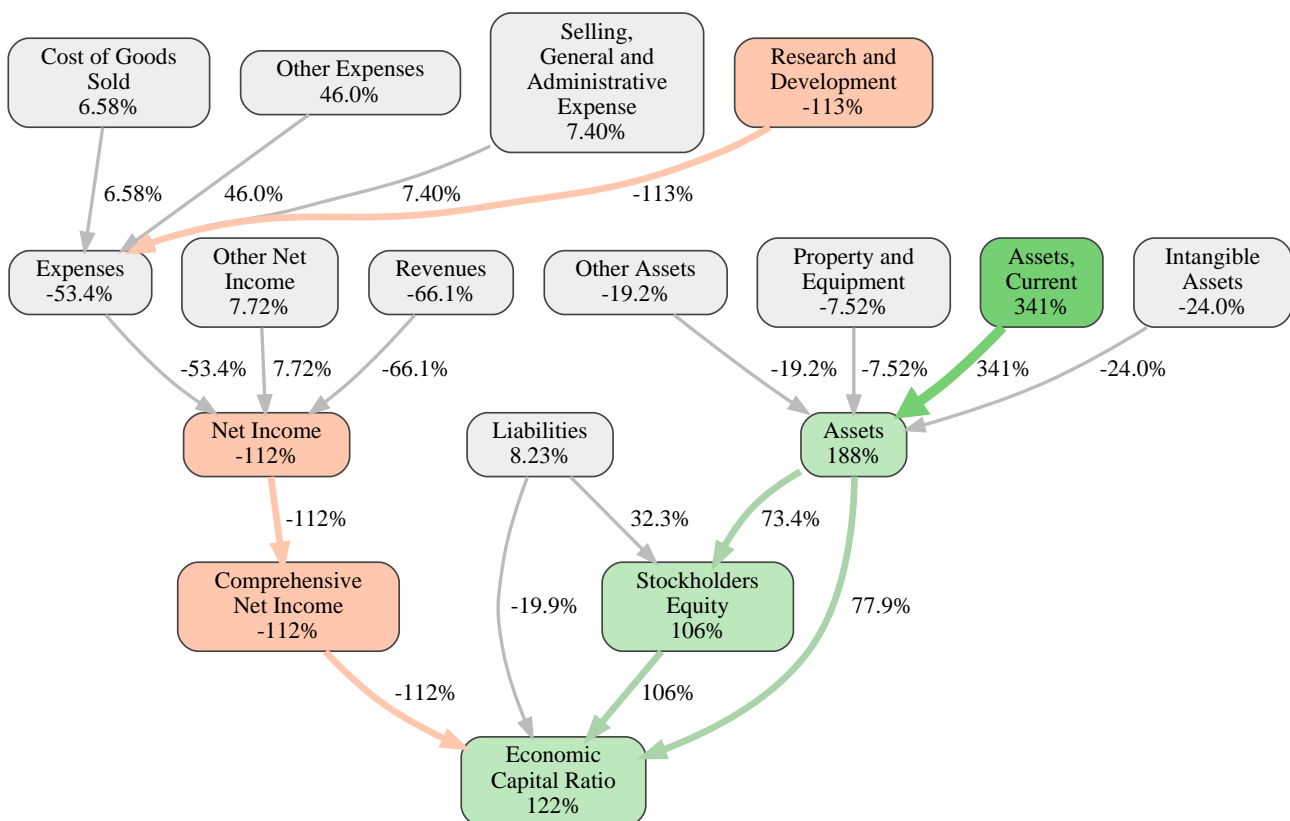 Cost of Goods
Sold
6.58%
Other Expenses
46.0%
Selling,
General and
Administrative
Expense
7.40%
Research and
Development
-113%
6.58%
46.0%
7.40%
-113%
Expenses
-53.4%
Other Net
Income
7.72%
Revenues
-66.1%
Other Assets
-19.2%
Property and
Equipment
-7.52%
Assets,
Current
341%
Intangible
Assets
-24.0%
-53.4%
7.72%
-66.1%
-19.2%
-7.52%
341%
-24.0%
Net Income
-112%
Liabilities
8.23%
Assets
188%
-112%
32.3%
73.4%
Comprehensive
Net Income
-112%
-19.9%
Stockholders
Equity
106%
77.9%
-112%
106%
Economic
Capital Ratio
122%